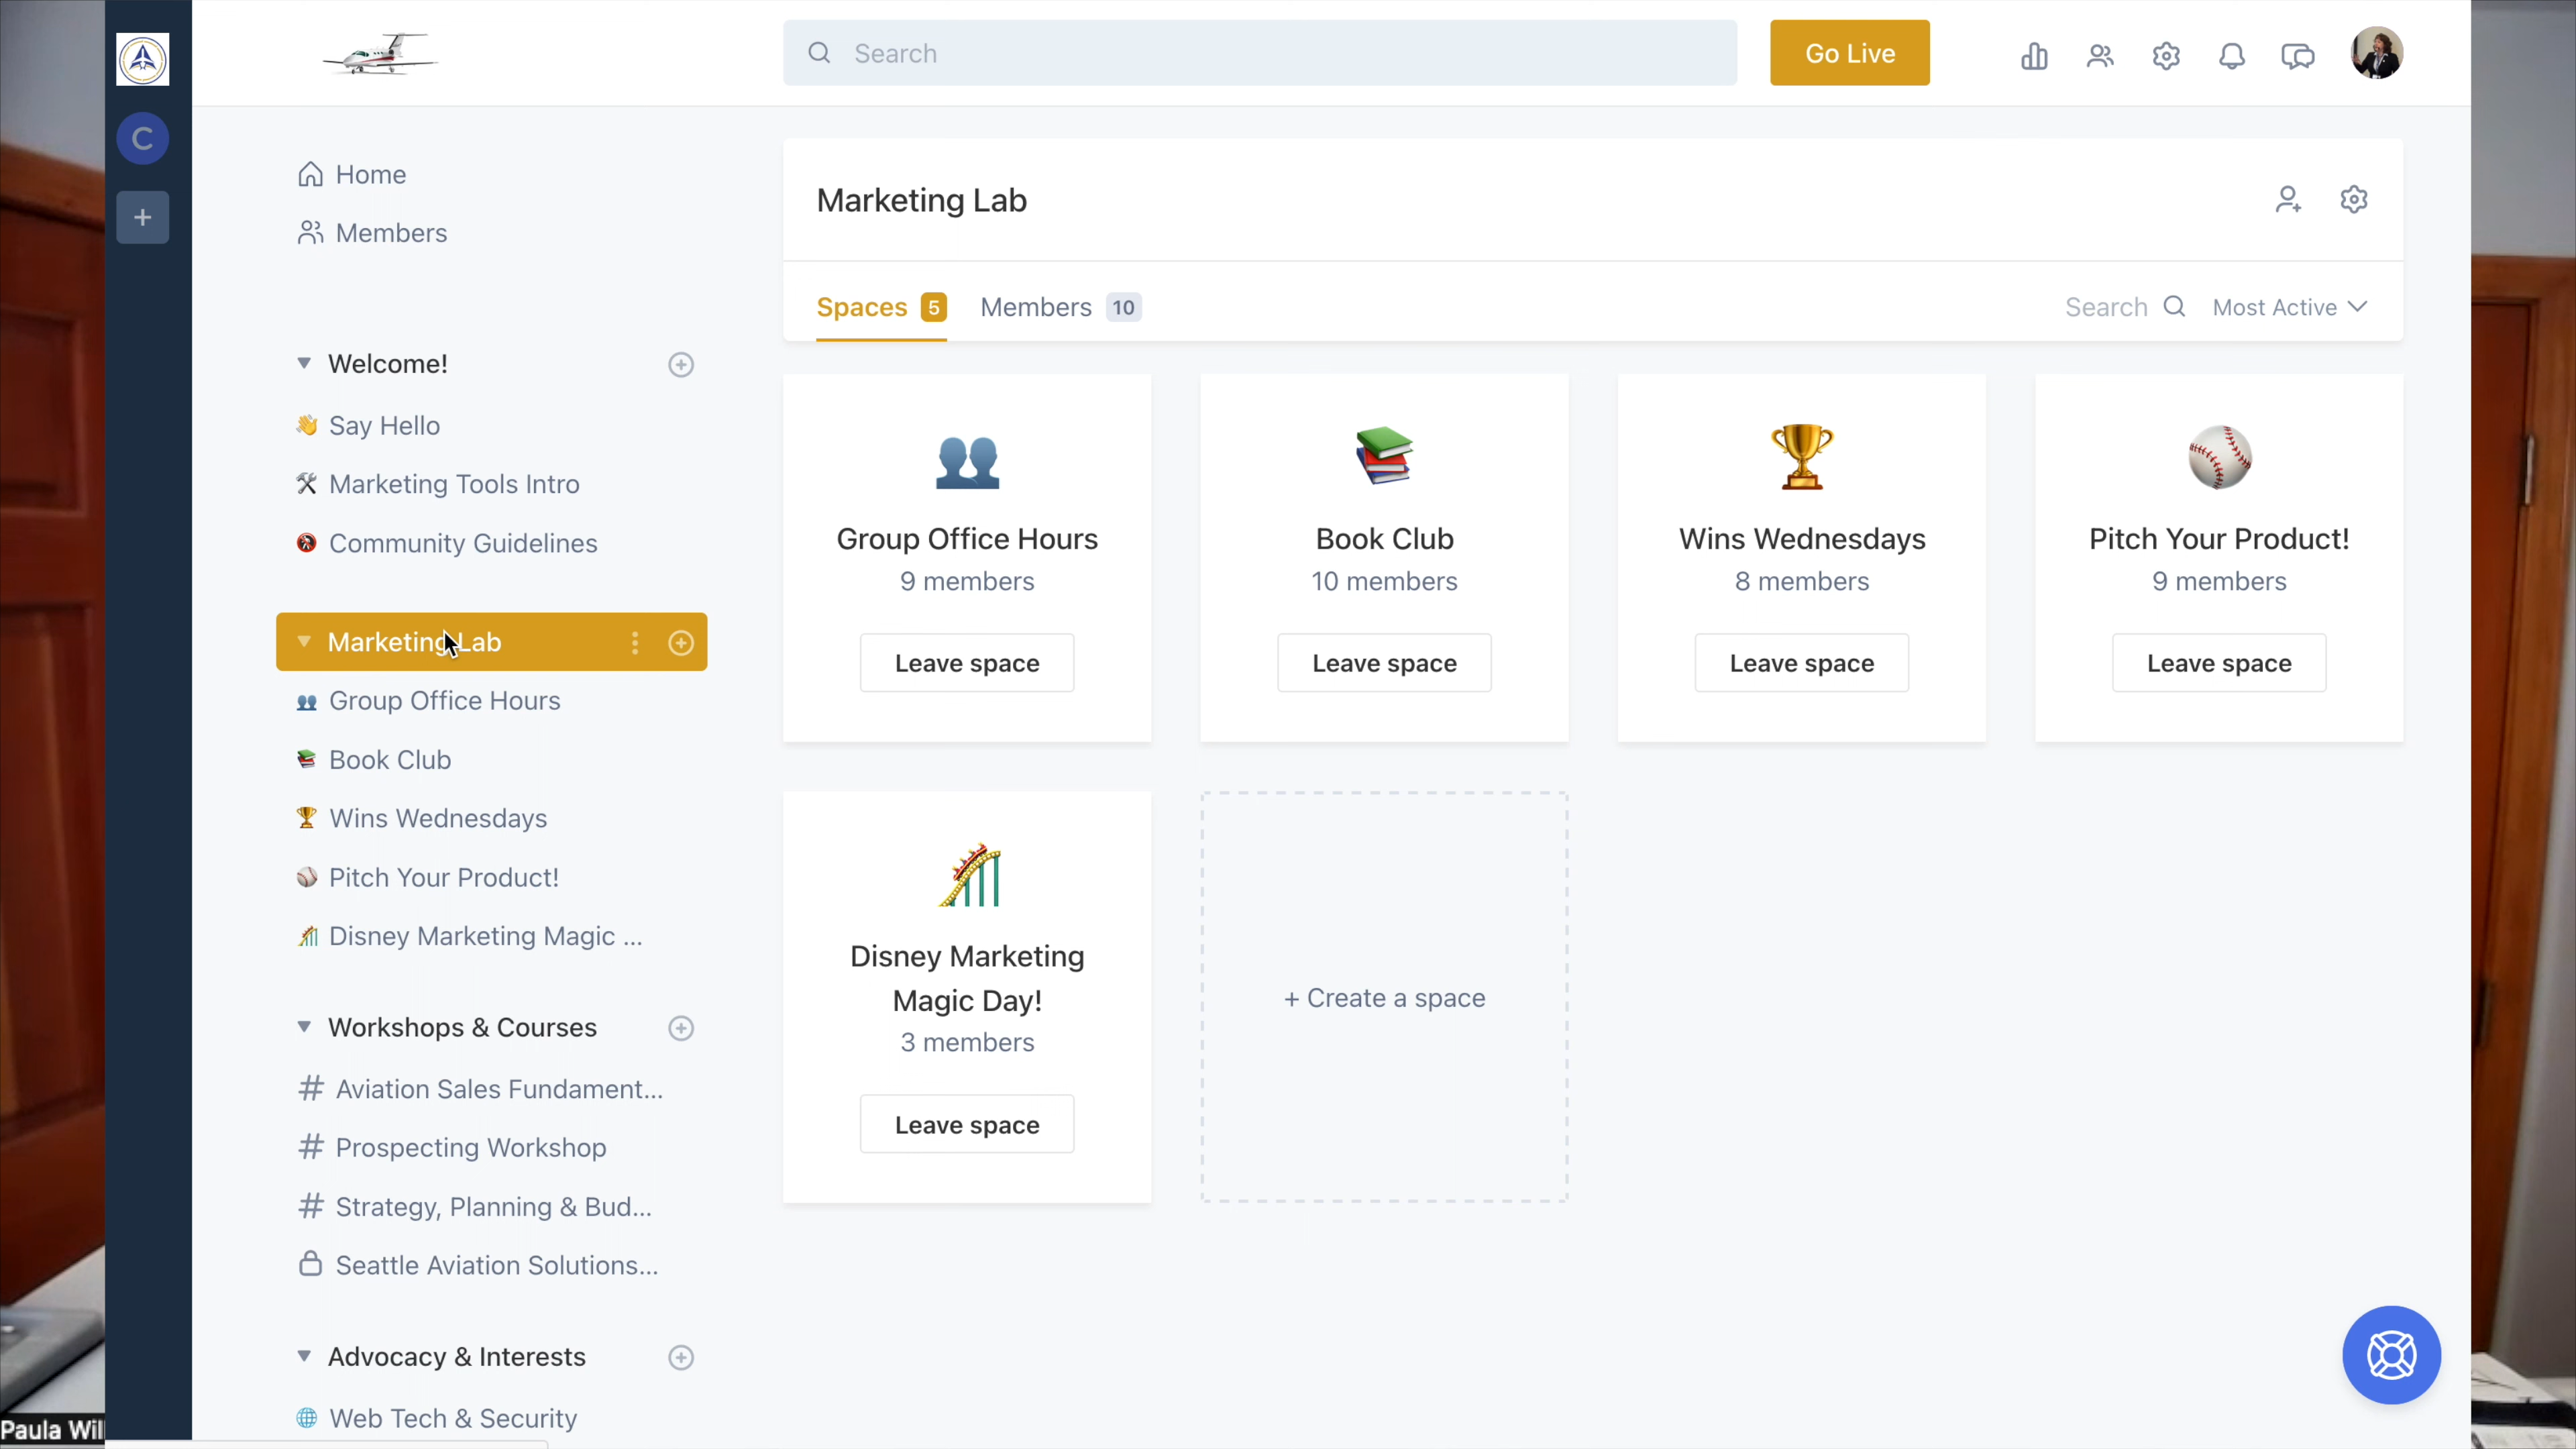 C
Search
Go Live
Home
Members
Welcome!
Say Hello
Marketing Tools Intro
Community Guidelines
Marketing Lab
Group Office Hours
Book Club
Wins Wednesdays
Pitch Your Product!
Disney Marketing Magic ...
Workshops & Courses
# Aviation Sales Fundament...
# Prospecting Workshop
# Strategy, Planning & Bud...
Seattle Aviation Solutions...
Advocacy & Interests
Web Tech & Security
Marketing Lab
Spaces 5 Members 10
Search Most Active
Group Office Hours
9 members
Leave space
Book Club
10 members
Leave space
Wins Wednesdays
8 members
Leave space
Pitch Your Product!
9 members
Leave space
Disney Marketing
Magic Day!
3 members
Leave space
+ Create a space
Paula Wil